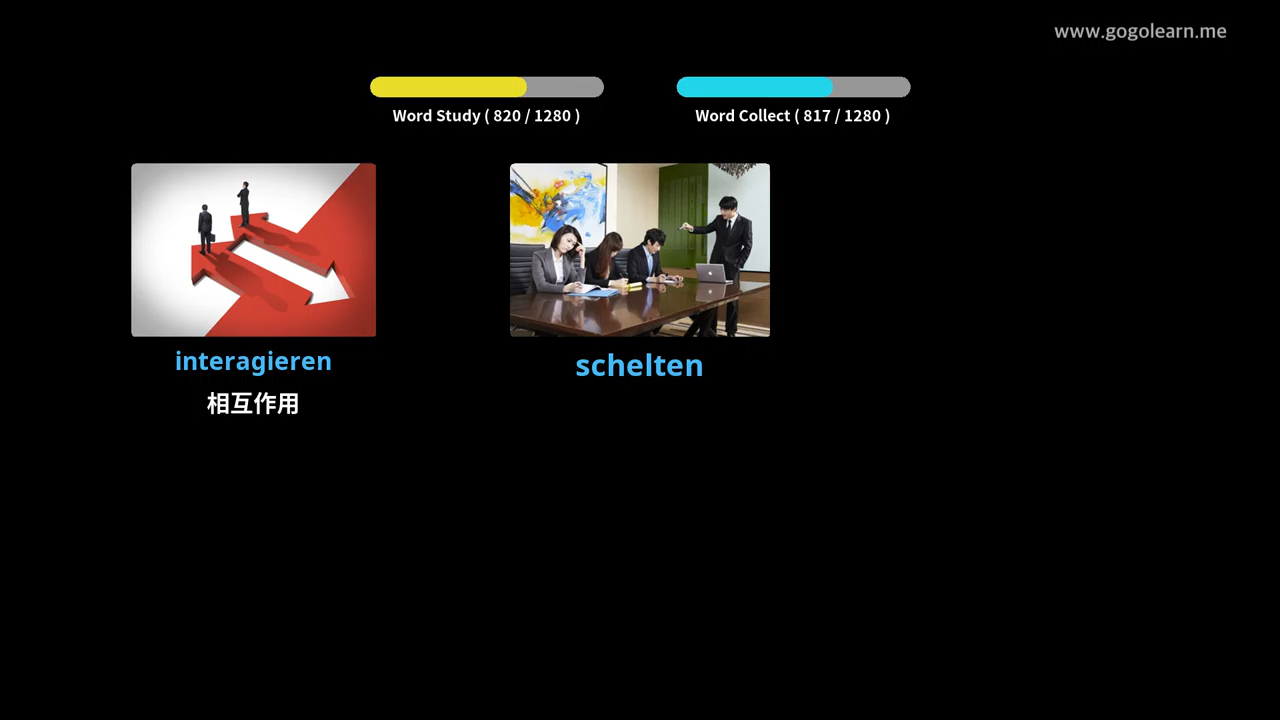 www.gogolearn.me
Word Study ( 820 / 1280 )
Word Collect ( 817 / 1280 )
interagieren
相互作用
schelten